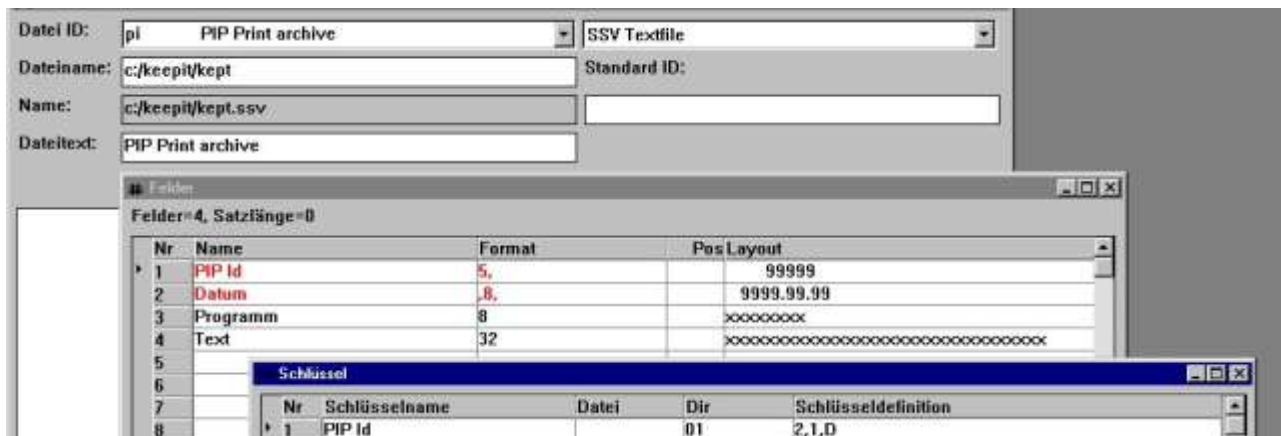 Datei ID: pi PIP Print archive SSV Textfile
Dateiname: c:/keepit/kept Standard ID:
Name: c:/keepit/kept.ssv
Dateitext: PIP Print archive
Felder
Felder=4, Satzlänge=0
Nr Name Format Pos Layout
1 PIP Id 5, 99999
2 Datum ,8, 9999.99.99
3 Programm 8 xxxxxxxx
4 Text 32 xxxxxxxxxxxxxxxxxxxxxxxxxxxxxxxx
5
6
7
8
Schlüssel
Nr Schlüsselname Datei Dir Schlüsseldefinition
1 PIP Id 01 2,1,D